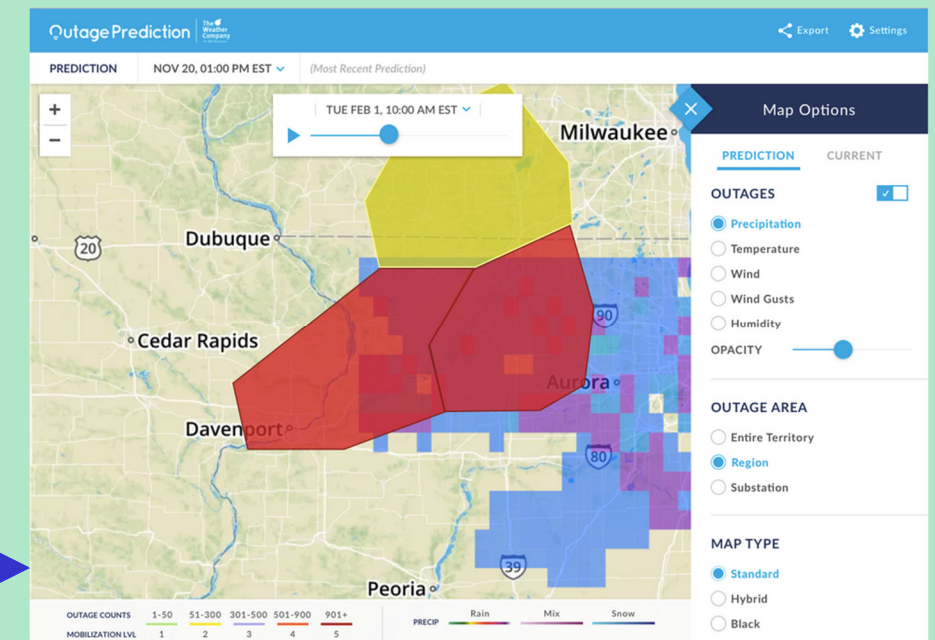 Outage Prediction
The Weather Company
Export
Settings
PREDICTION
NOV 20, 01:00 PM EST
(Most Recent Prediction)
+
−
TUE FEB 1, 10:00 AM EST
Milwaukee
Dubuque
20
Cedar Rapids
90
Aurora
Davenport
80
39
Peoria
Map Options
PREDICTION
CURRENT
OUTAGES
Precipitation
Temperature
Wind
Wind Gusts
Humidity
OPACITY
OUTAGE AREA
Entire Territory
Region
Substation
MAP TYPE
Standard
Hybrid
Black
OUTAGE COUNTS 1-50 51-300 301-500 501-900 901+
MOBILIZATION LVL 1 2 3 4 5
PRECIP Rain Mix Snow